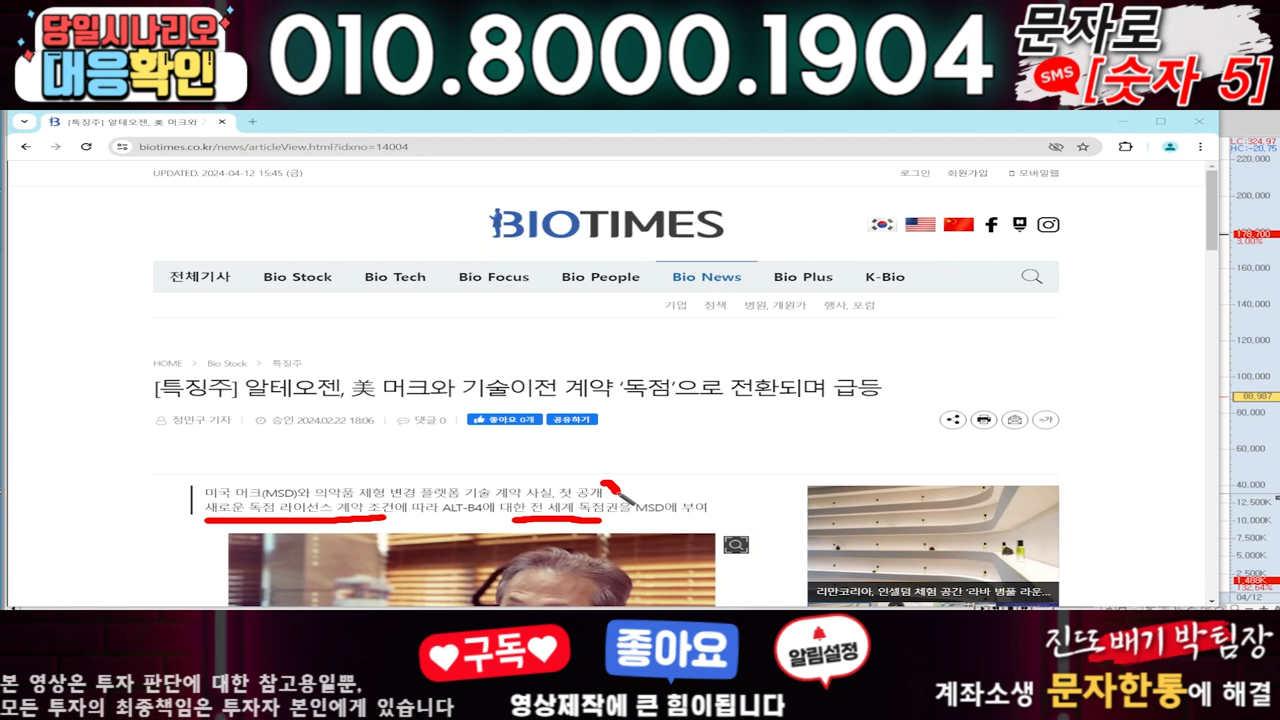 당일시나리오
대응확인
010.8000.1904
문자로
SMS
[숫자 5]
[특징주] 알테오젠, 美 머크와
biotimes.co.kr/news/articleView.html?idxno=14004
UPDATED. 2024-04-12 15:45 (금)
로그인 회원가입 모바일웹
BIOTIMES
전체기사 Bio Stock Bio Tech Bio Focus Bio People Bio News Bio Plus K-Bio
기업 정책 병원, 개원가 행사, 포럼
HOME > Bio Stock > 특징주
[특징주] 알테오젠, 美 머크와 기술이전 계약 ‘독점’으로 전환되며 급등
정민구 기자 승인 2024.02.22 18:06 댓글 0 좋아요 0개 공유하기
가
미국 머크(MSD)와 의약품 제형 변경 플랫폼 기술 계약 사실, 첫 공개
새로운 독점 라이선스 계약 조건에 따라 ALT-B4에 대한 전 세계 독점권을 MSD에 부여
리만코리아, 인셀덤 체험 공간 ‘라바 뱅풀 라운...
LC:324.97
HC:-20.75
220,000
200,000
178,700
3.00%
160,000
140,000
120,000
100,000
88,987
80,000
60,000
40,000
12,500K
10,000K
7,500K
5,000K
2,500K
1,488K
132.64%
04/12
구독
좋아요
알림설정
진또배기 박팀장
본 영상은 투자 판단에 대한 참고용일뿐,
모든 투자의 최종책임은 투자자 본인에게 있습니다
영상제작에 큰 힘이됩니다
계좌소생 문자한통에 해결